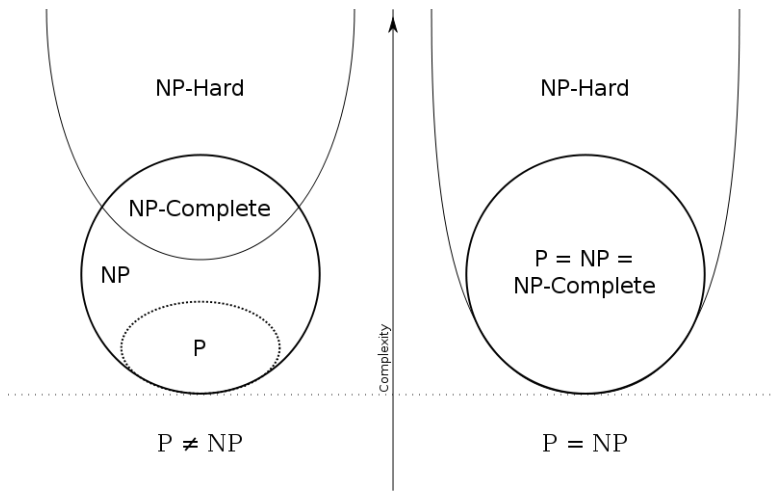 NP-Hard
NP-Complete
NP
P
P ≠ NP
Complexity
NP-Hard
P = NP =
NP-Complete
P = NP